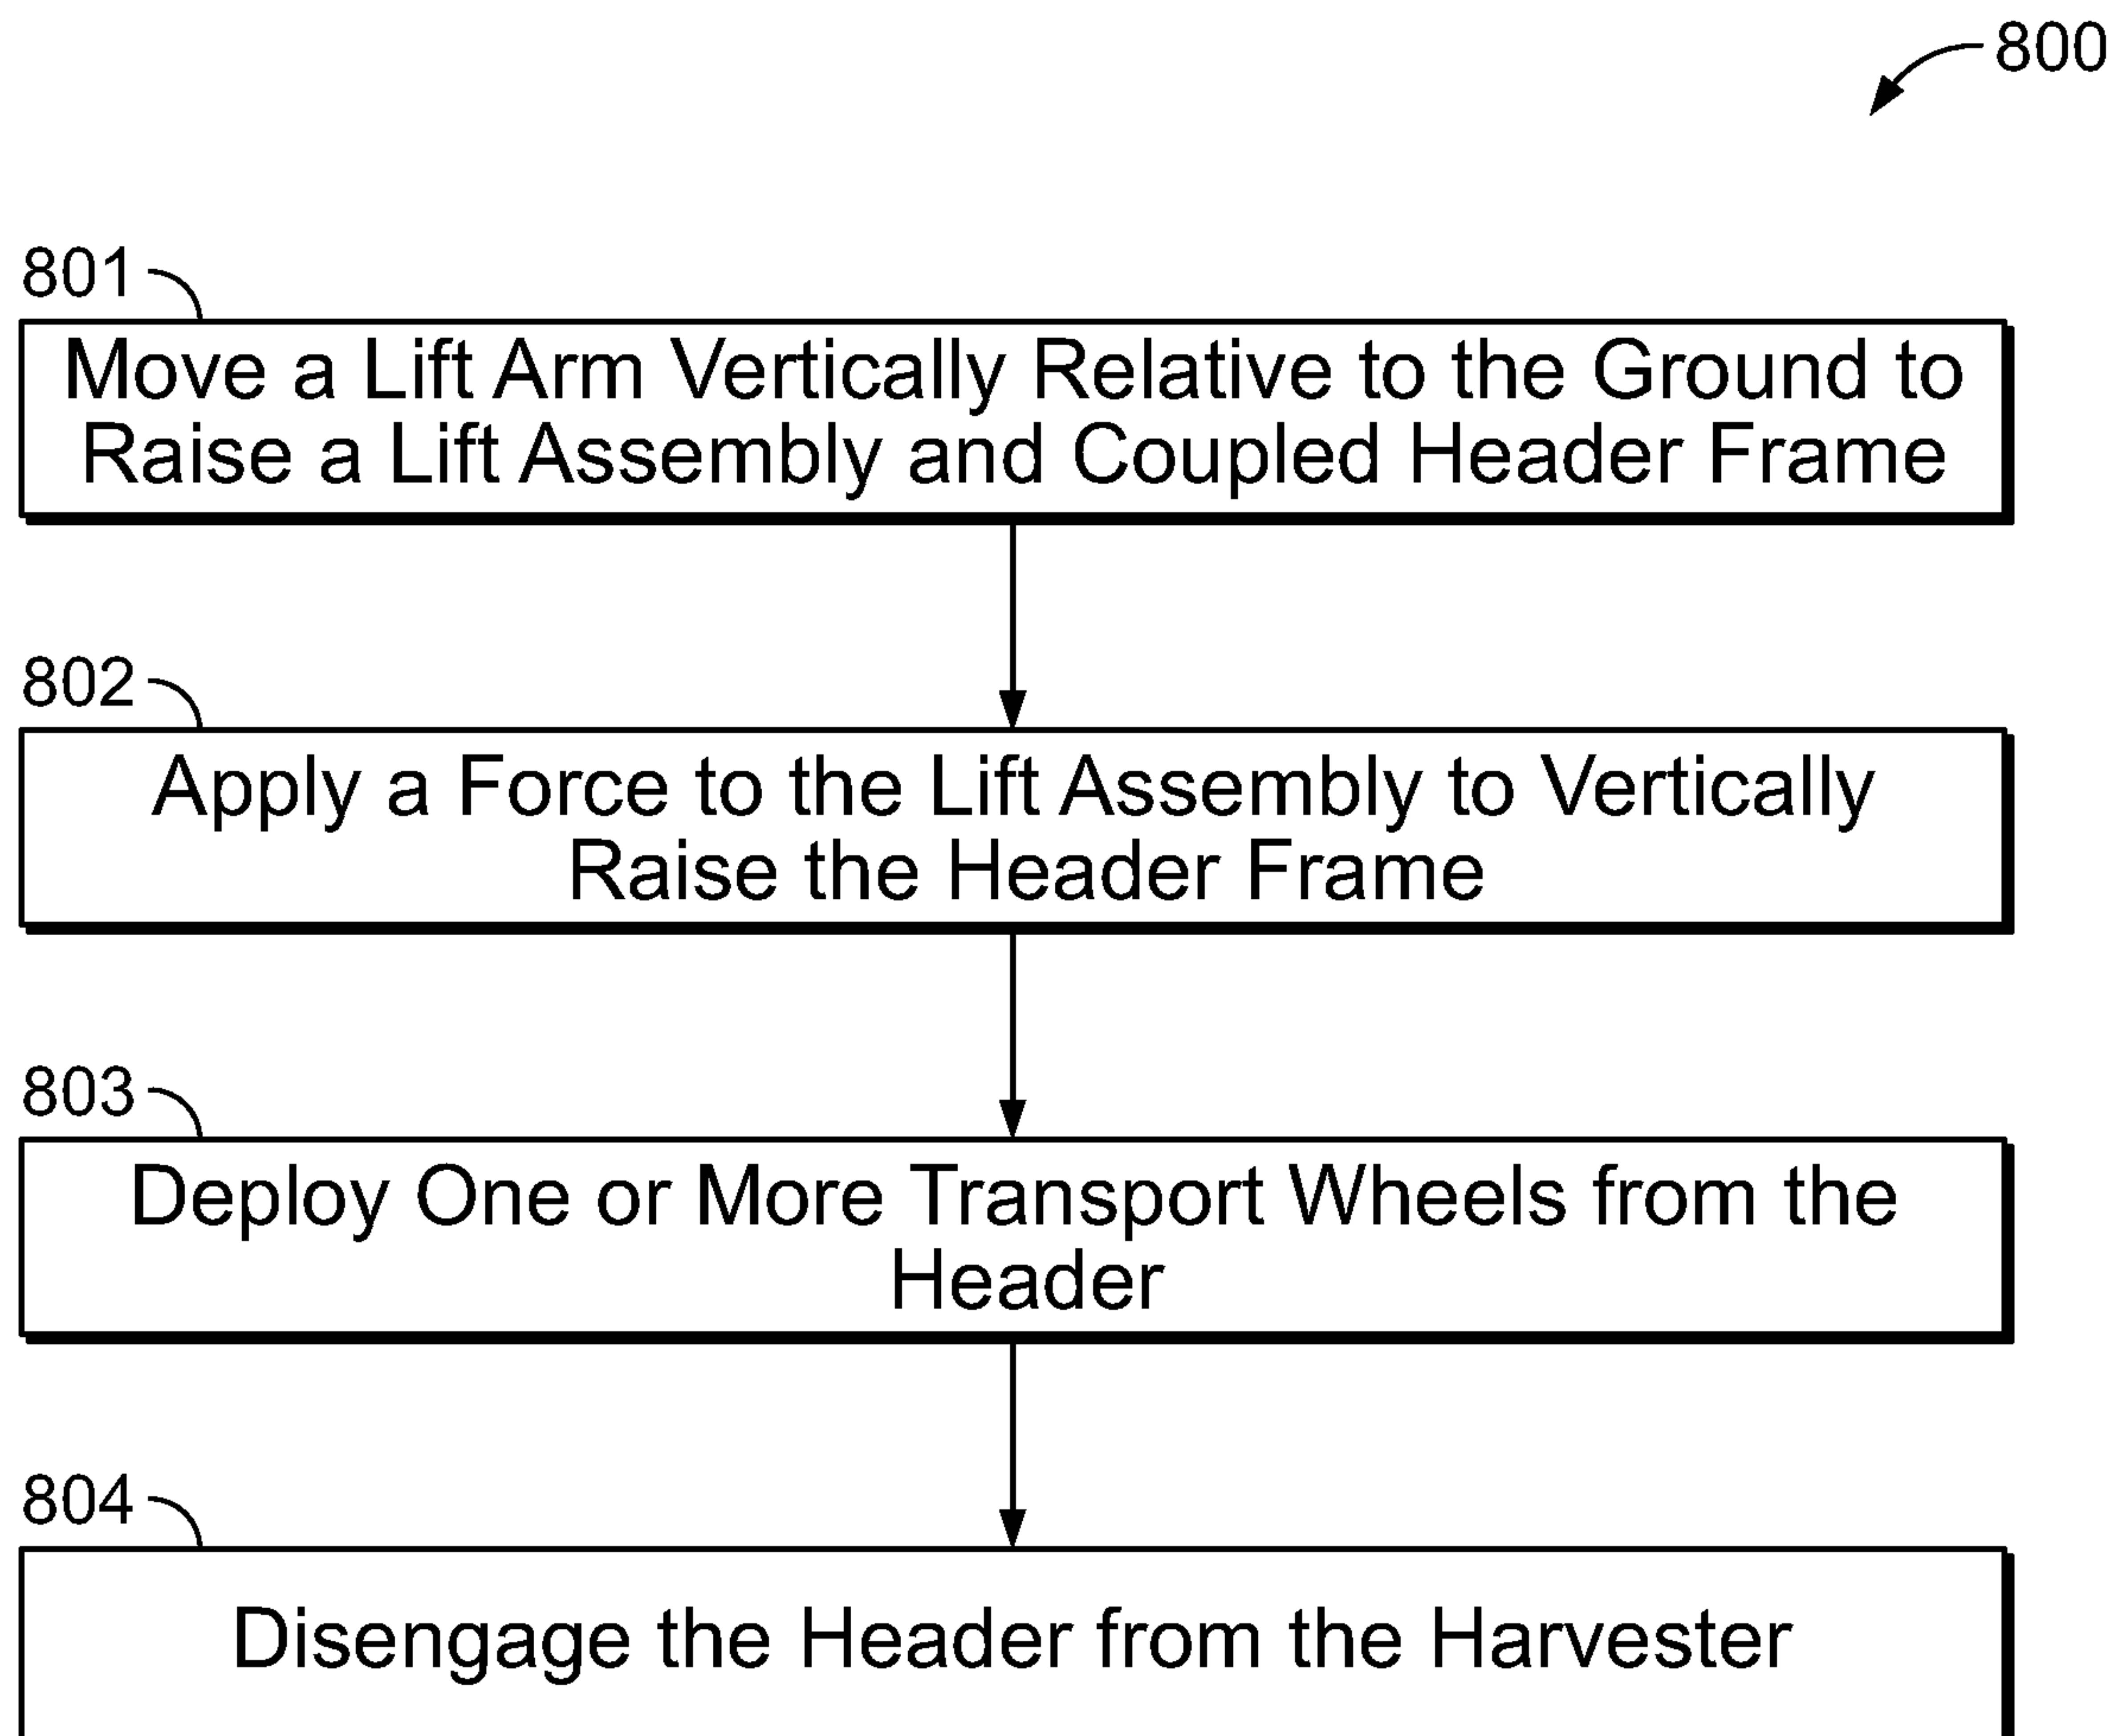 800
801
Move a Lift Arm Vertically Relative to the Ground to
Raise a Lift Assembly and Coupled Header Frame
802
Apply a Force to the Lift Assembly to Vertically
Raise the Header Frame
803
Deploy One or More Transport Wheels from the
Header
804
Disengage the Header from the Harvester